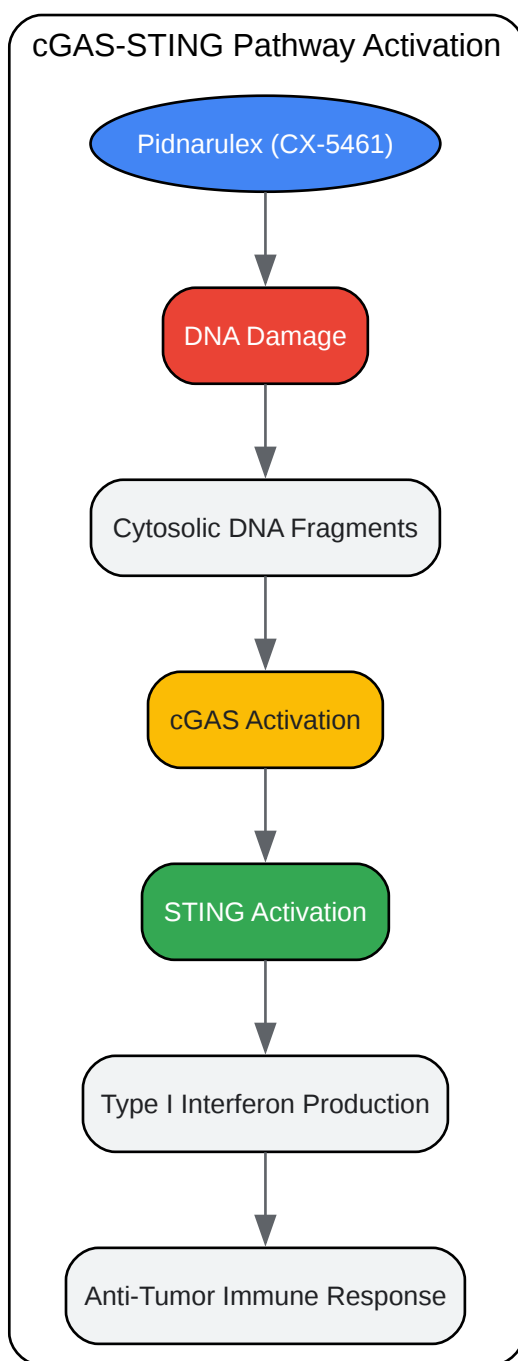 cGAS-STING Pathway Activation
Pidnarulex (CX-5461)
DNA Damage
Cytosolic DNA Fragments
cGAS Activation
STING Activation
Type I Interferon Production
Anti-Tumor Immune Response